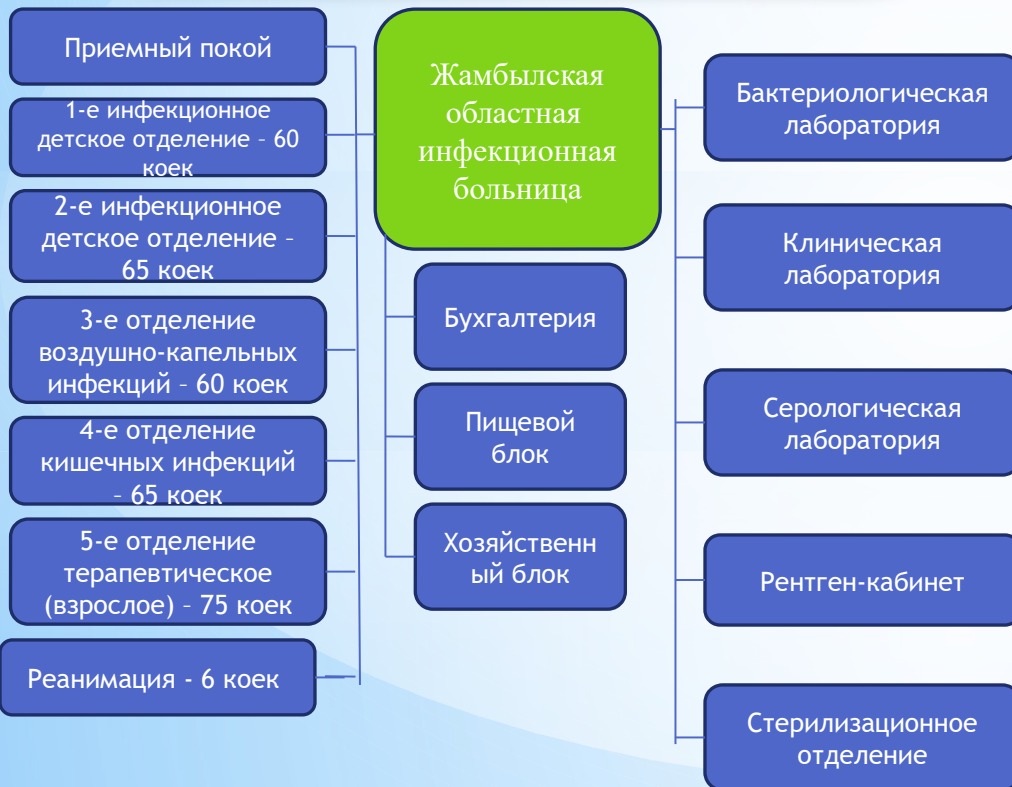 Приемный покой
1-е инфекционное
детское отделение – 60
коек
2-е инфекционное
детское отделение –
65 коек
3-е отделение
воздушно-капельных
инфекций – 60 коек
4-е отделение
кишечных инфекций
– 65 коек
5-е отделение
терапевтическое
(взрослое) – 75 коек
Реанимация - 6 коек
Жамбылская
областная
инфекционная
больница
Бухгалтерия
Пищевой
блок
Хозяйственн
ый блок
Бактериологическая
лаборатория
Клиническая
лаборатория
Серологическая
лаборатория
Рентген-кабинет
Стерилизационное
отделение